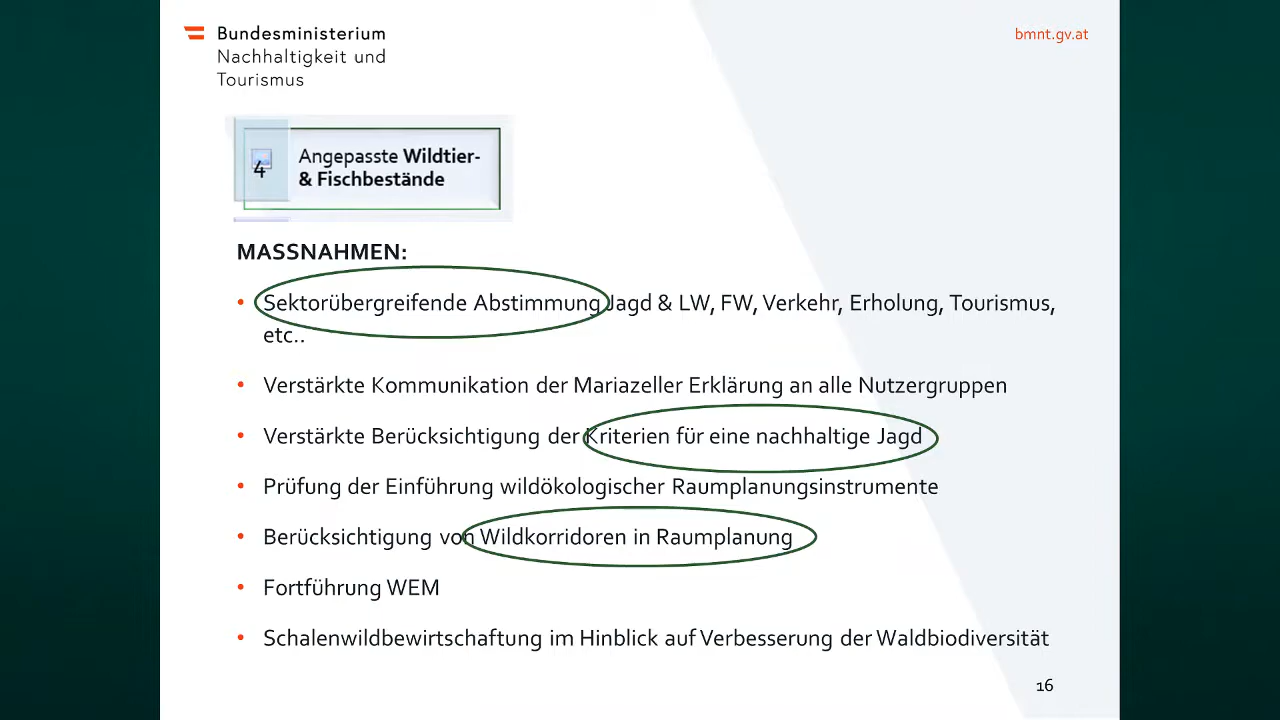 Bundesministerium
Nachhaltigkeit und
Tourismus
bmnt.gv.at
4
Angepasste Wildtier-
& Fischbestände
MASSNAHMEN:
• Sektorübergreifende Abstimmung Jagd & LW, FW, Verkehr, Erholung, Tourismus,
etc..
• Verstärkte Kommunikation der Mariazeller Erklärung an alle Nutzergruppen
• Verstärkte Berücksichtigung der Kriterien für eine nachhaltige Jagd
• Prüfung der Einführung wildökologischer Raumplanungsinstrumente
• Berücksichtigung von Wildkorridoren in Raumplanung
• Fortführung WEM
• Schalenwildbewirtschaftung im Hinblick auf Verbesserung der Waldbiodiversität
16